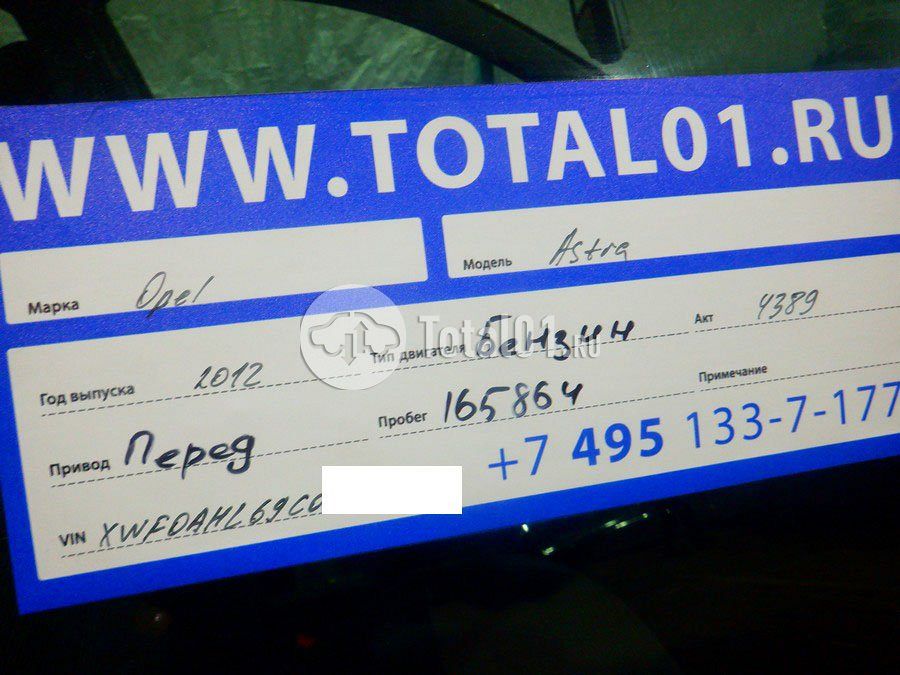 WWW.TOTAL01.RU
Марка Opel Модель Astra
Год выпуска 2012 Тип двигателя Бензин Акт 4389
Привод Перед Пробег 165864 Примечание
VIN XWF0AHL69C0 +7 495 133-7-177
Total01.RU